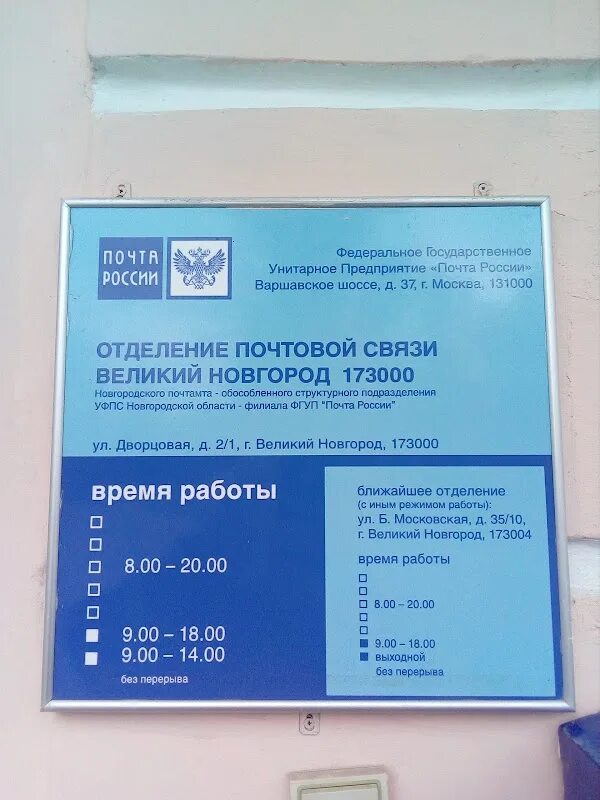 ПОЧТА
РОССИИ
Федеральное Государственное
Унитарное Предприятие «Почта России»
Варшавское шоссе, д. 37, г. Москва, 131000
ОТДЕЛЕНИЕ ПОЧТОВОЙ СВЯЗИ
ВЕЛИКИЙ НОВГОРОД 173000
Новгородского почтамта - обособленного структурного подразделения
УФПС Новгородской области - филиала ФГУП "Почта России"
ул. Дворцовая, д. 2/1, г. Великий Новгород, 173000
время работы
8.00 – 20.00
9.00 – 18.00
9.00 – 14.00
без перерыва
ближайшее отделение
(с иным режимом работы):
ул. Б. Московская, д. 35/10,
г. Великий Новгород, 173004
время работы
8.00 – 20.00
9.00 – 18.00
выходной
без перерыва